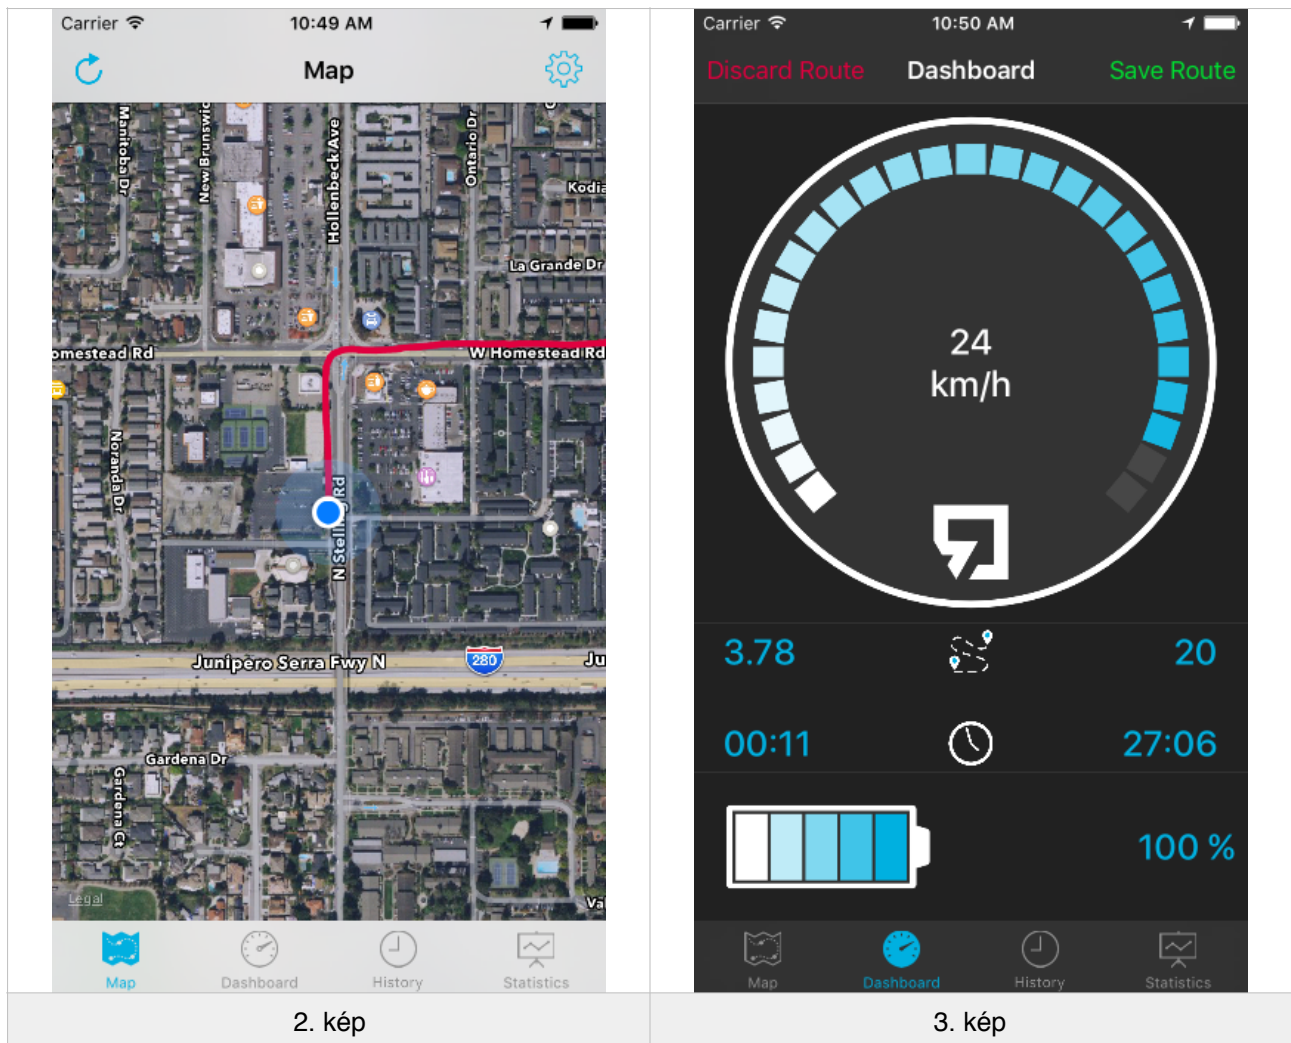 Carrier 10:49 AM
Map
Manitoba Dr
New Brunswic
Hollenbeck Ave
Ontario Dr
Kodia
La Grande Dr
omestead Rd
W Homestead Rd
Noranda Dr
N Stelling Rd
Junipero Serra Fwy N
280
Ju
Gardena Dr
Gardena Ct
Legal
Va
Map Dashboard History Statistics
2. kép
Carrier 10:50 AM
Discard Route Dashboard Save Route
24
km/h
3.78 20
00:11 27:06
100 %
Map Dashboard History Statistics
3. kép